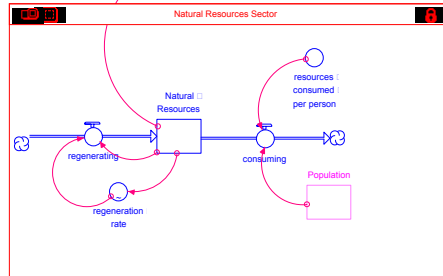 Natural Resources Sector
Natural
Resources
resources
consumed
per person
regenerating
consuming
Population
~
regeneration
rate